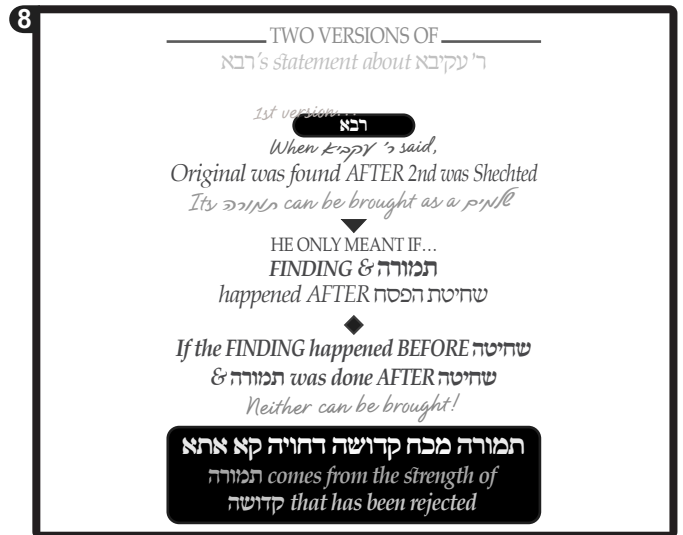 8
TWO VERSIONS OF
רבא's statement about ר' עקיבא
1st version...
רבא
When ר' עקיבא said,
Original was found AFTER 2nd was Shechted
Its תמורה can be brought as a שלמים
HE ONLY MEANT IF...
FINDING & תמורה
happened AFTER שחיטת הפסח
If the FINDING happened BEFORE שחיטה
& תמורה was done AFTER שחיטה
Neither can be brought!
תמורה מכח קדושה דחויה קא אתא
תמורה comes from the strength of
קדושה that has been rejected